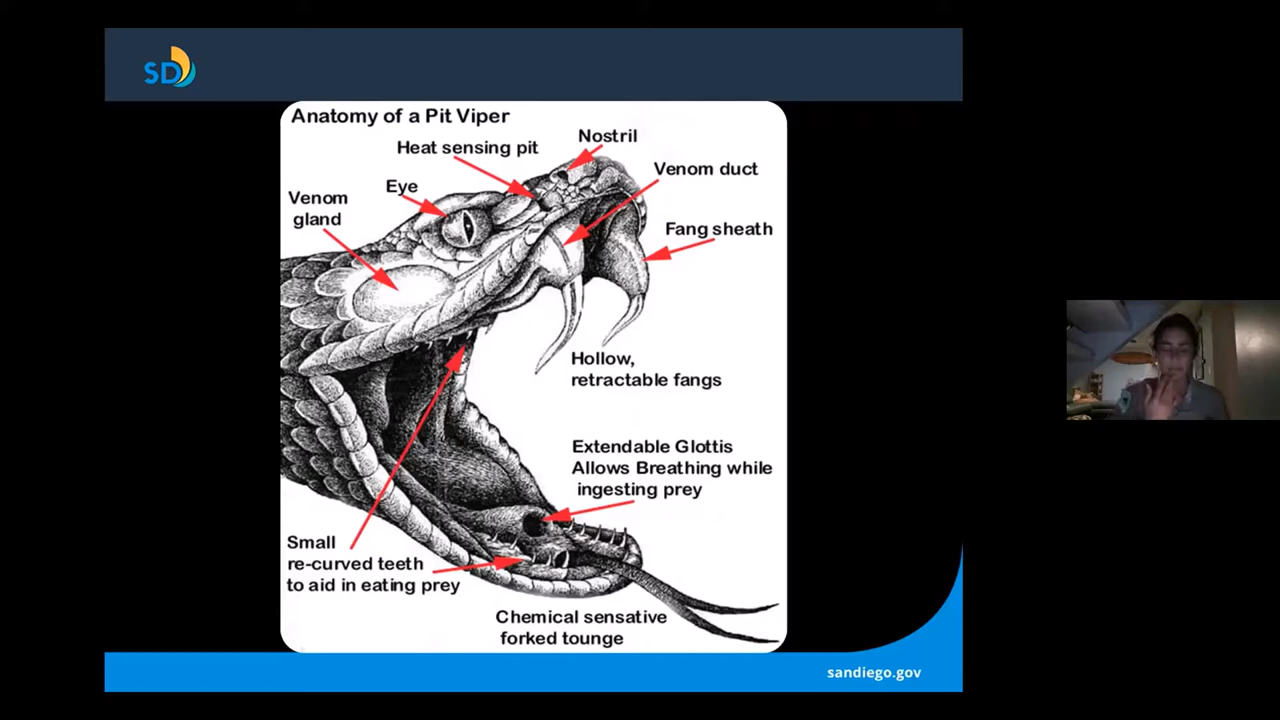 SD
Anatomy of a Pit Viper
Nostril
Heat sensing pit
Venom duct
Eye
Venom
gland
Fang sheath
Hollow,
retractable fangs
Extendable Glottis
Allows Breathing while
ingesting prey
Small
re-curved teeth
to aid in eating prey
Chemical sensative
forked tounge
sandiego.gov